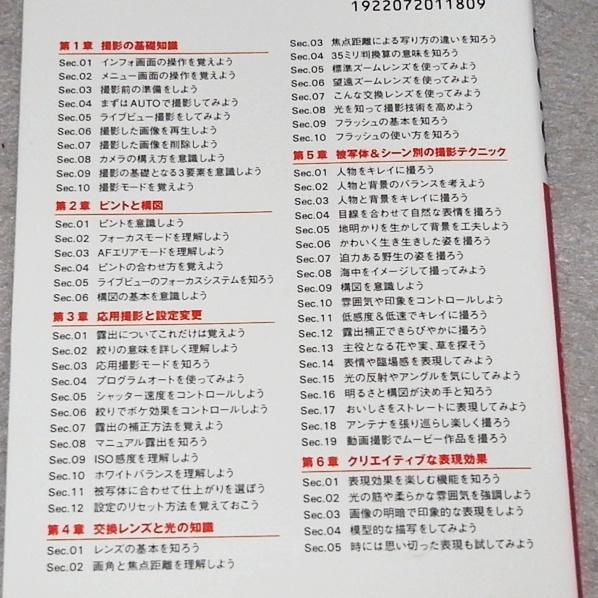 1922072011809
第1章 撮影の基礎知識
Sec.01 インフォ画面の操作を覚えよう
Sec.02 メニュー画面の操作を覚えよう
Sec.03 撮影前の準備をしよう
Sec.04 まずはAUTOで撮影してみよう
Sec.05 ライブビュー撮影をしてみよう
Sec.06 撮影した画像を再生しよう
Sec.07 撮影した画像を削除しよう
Sec.08 カメラの構え方を意識しよう
Sec.09 撮影の基礎となる3要素を意識しよう
Sec.10 撮影モードを覚えよう
第2章 ピントと構図
Sec.01 ピントを意識しよう
Sec.02 フォーカスモードを理解しよう
Sec.03 AFエリアモードを理解しよう
Sec.04 ピントの合わせ方を覚えよう
Sec.05 ライブビューのフォーカスシステムを知ろう
Sec.06 構図の基本を意識しよう
第3章 応用撮影と設定変更
Sec.01 露出についてこれだけは覚えよう
Sec.02 絞りの意味を詳しく理解しよう
Sec.03 応用撮影モードを知ろう
Sec.04 プログラムオートを使ってみよう
Sec.05 シャッター速度をコントロールしよう
Sec.06 絞りでボケ効果をコントロールしよう
Sec.07 露出の補正方法を覚えよう
Sec.08 マニュアル露出を知ろう
Sec.09 ISO感度を理解しよう
Sec.10 ホワイトバランスを理解しよう
Sec.11 被写体に合わせて仕上がりを選ぼう
Sec.12 設定のリセット方法を覚えておこう
第4章 交換レンズと光の知識
Sec.01 レンズの基本を知ろう
Sec.02 画角と焦点距離を理解しよう
Sec.03 焦点距離による写り方の違いを知ろう
Sec.04 35ミリ判換算の意味を知ろう
Sec.05 標準ズームレンズを使ってみよう
Sec.06 望遠ズームレンズを使ってみよう
Sec.07 こんな交換レンズを使おう
Sec.08 光を知って撮影技術を高めよう
Sec.09 フラッシュの基本を知ろう
Sec.10 フラッシュの使い方を知ろう
第5章 被写体&シーン別の撮影テクニック
Sec.01 人物をキレイに撮ろう
Sec.02 人物と背景のバランスを考えよう
Sec.03 人物と背景をキレイに撮ろう
Sec.04 目線を合わせて自然な表情を撮ろう
Sec.05 地明かりを生かして背景を工夫しよう
Sec.06 かわいく生き生きした姿を撮ろう
Sec.07 迫力ある野生の姿を撮ろう
Sec.08 海中をイメージして撮ってみよう
Sec.09 構図を意識しよう
Sec.10 雰囲気や印象をコントロールしよう
Sec.11 低感度&低速でキレイに撮ろう
Sec.12 露出補正できらびやかに撮ろう
Sec.13 主役となる花や実、草を探そう
Sec.14 表情や臨場感を表現してみよう
Sec.15 光の反射やアングルを気にしてみよう
Sec.16 明るさと構図が決め手と知ろう
Sec.17 おいしさをストレートに表現してみよう
Sec.18 アンテナを張り巡らし楽しく撮ろう
Sec.19 動画撮影でムービー作品を撮ろう
第6章 クリエイティブな表現効果
Sec.01 表現効果を楽しむ機能を知ろう
Sec.02 光の筋や柔らかな雰囲気を強調しよう
Sec.03 画像の明暗で印象的な表現をしよう
Sec.04 模型的な描写をしてみよう
Sec.05 時には思い切った表現も試してみよう